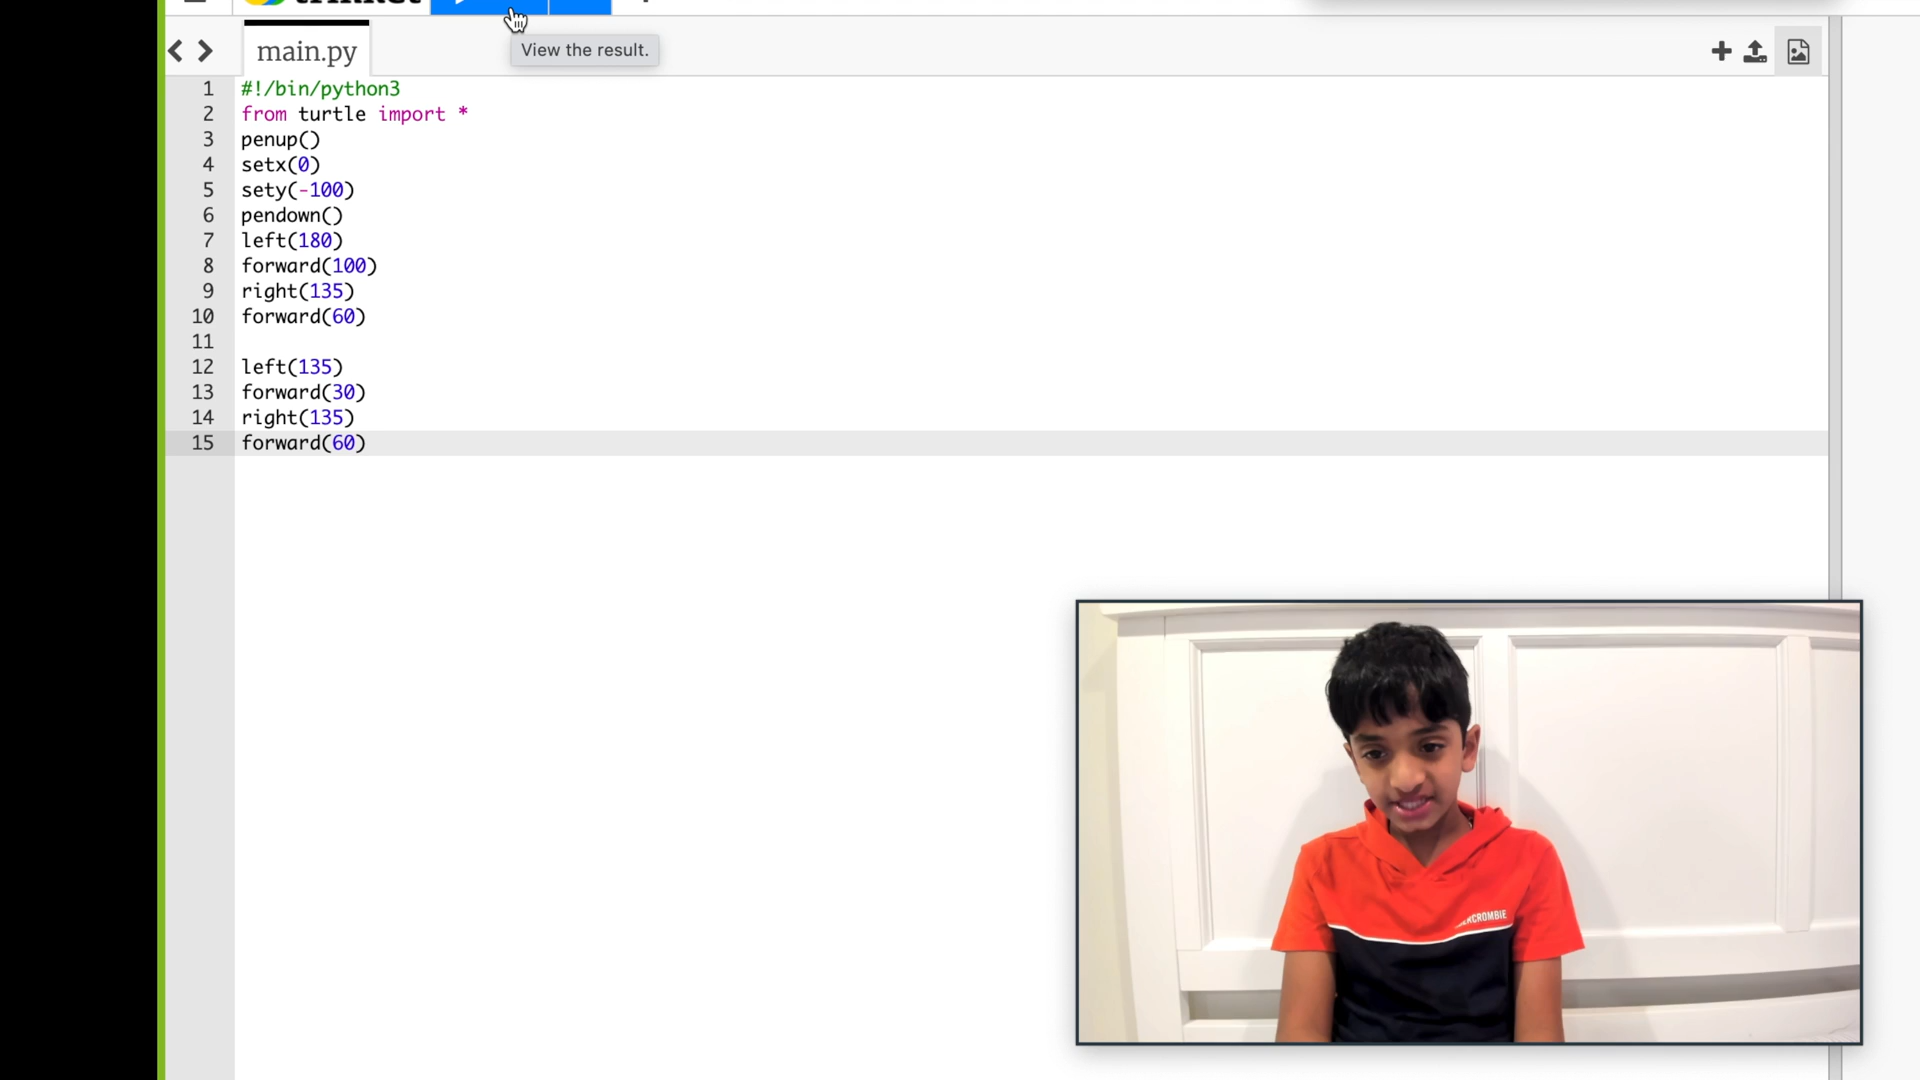 trinket
View the result.
main.py
1 #!/bin/python3
2 from turtle import *
3 penup()
4 setx(0)
5 sety(-100)
6 pendown()
7 left(180)
8 forward(100)
9 right(135)
10 forward(60)
11
12 left(135)
13 forward(30)
14 right(135)
15 forward(60)